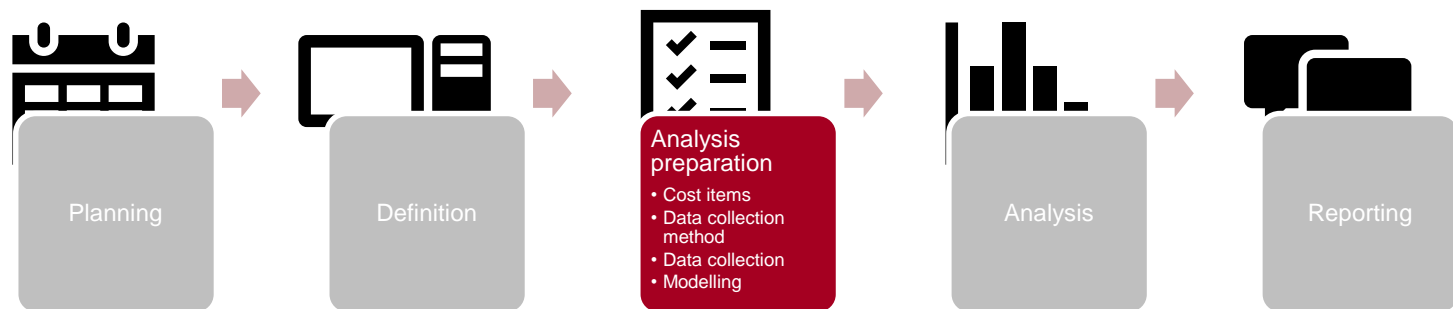 Planning
Definition
Analysis
preparation
• Cost items
• Data collection
method
• Data collection
• Modelling
Analysis
Reporting